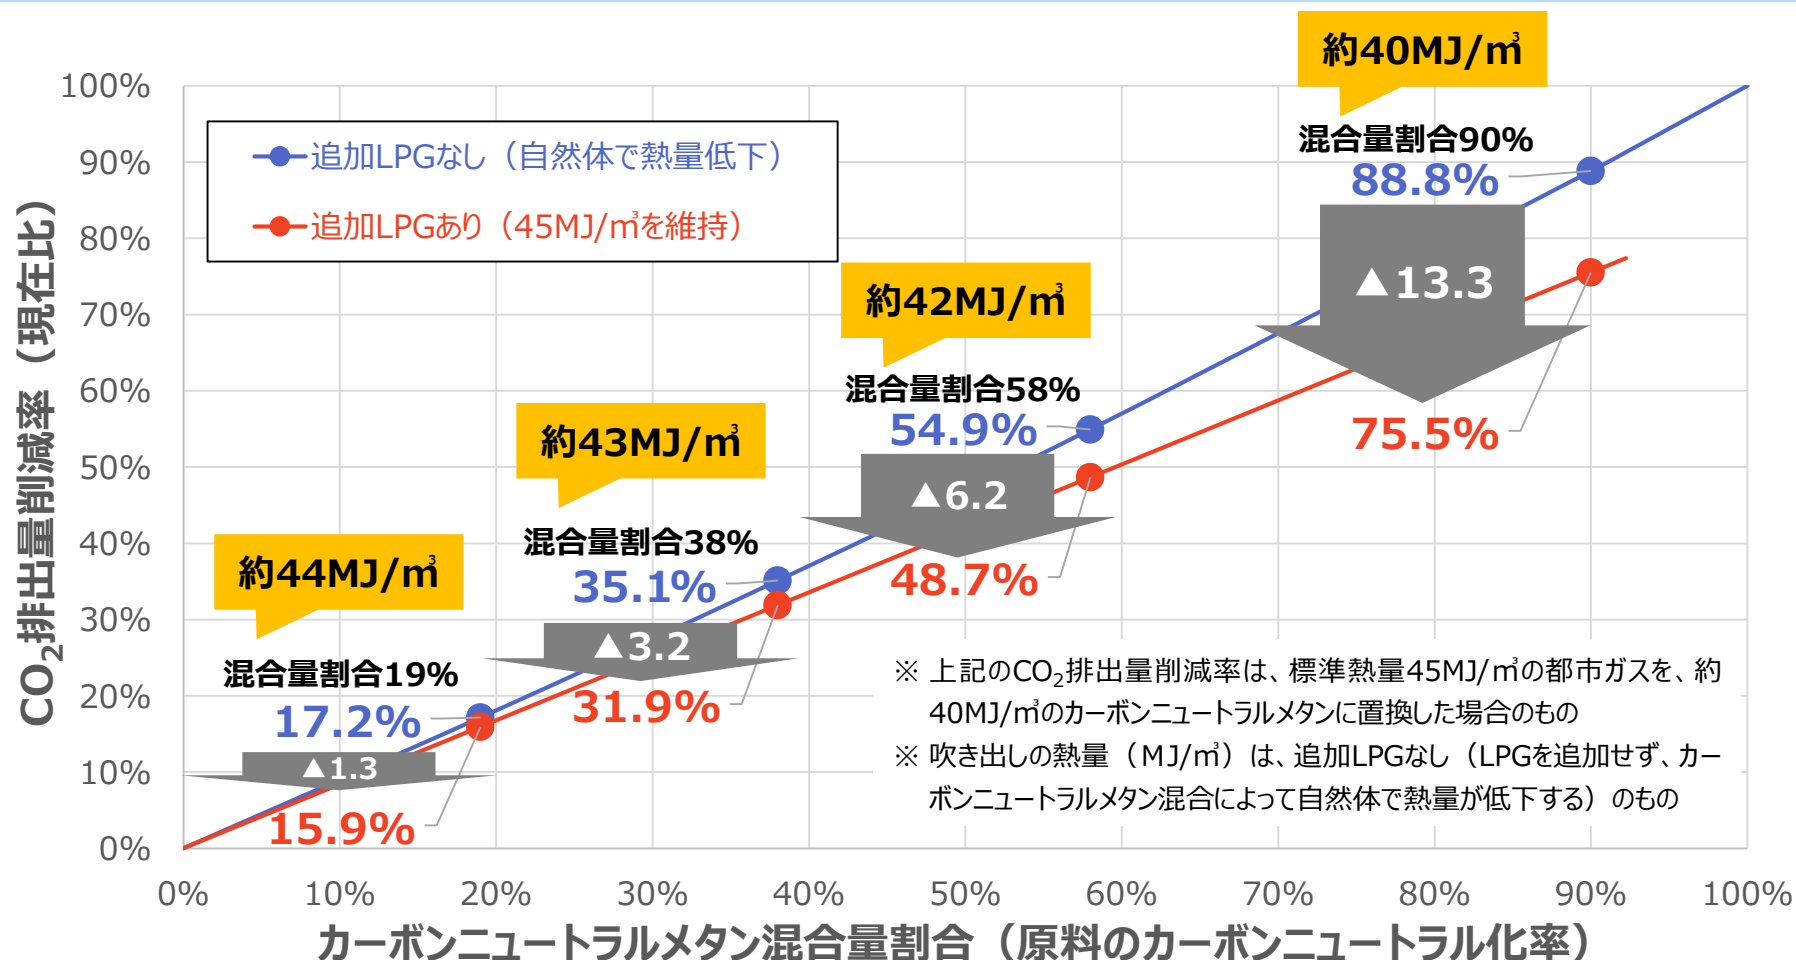 約40MJ/㎥
100%
90%
80%
70%
60%
50%
40%
30%
20%
10%
0%
CO₂排出量削減率（現在比）
追加LPGなし（自然体で熱量低下）
追加LPGあり（45MJ/㎥を維持）
混合量割合90%
88.8%
▲13.3
75.5%
約42MJ/㎥
混合量割合58%
54.9%
▲6.2
48.7%
約43MJ/㎥
混合量割合38%
35.1%
▲3.2
31.9%
約44MJ/㎥
混合量割合19%
17.2%
▲1.3
15.9%
※ 上記のCO₂排出量削減率は、標準熱量45MJ/㎥の都市ガスを、約
40MJ/㎥のカーボンニュートラルメタンに置換した場合のもの
※ 吹き出しの熱量（MJ/㎥）は、追加LPGなし（LPGを追加せず、カー
ボンニュートラルメタン混合によって自然体で熱量が低下する）のもの
0% 10% 20% 30% 40% 50% 60% 70% 80% 90% 100%
カーボンニュートラルメタン混合量割合（原料のカーボンニュートラル化率）